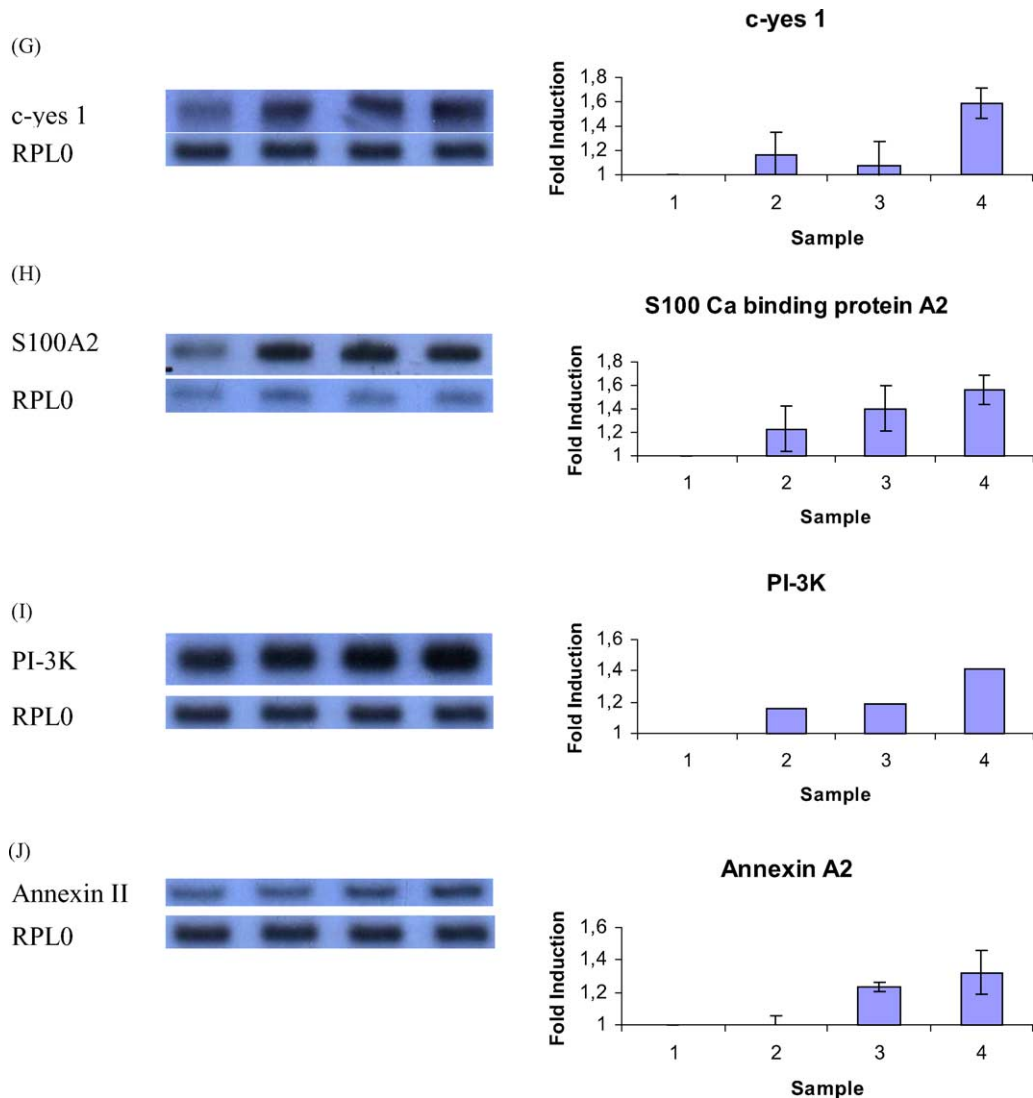 (G)
c-yes 1
RPL0
c-yes 1
Fold Induction
1,8
1,6
1,4
1,2
1
1 2 3 4
Sample
(H)
S100A2
RPL0
S100 Ca binding protein A2
Fold Induction
1,8
1,6
1,4
1,2
1
1 2 3 4
Sample
(I)
PI-3K
RPL0
PI-3K
Fold Induction
1,6
1,4
1,2
1
1 2 3 4
Sample
(J)
Annexin II
RPL0
Annexin A2
Fold Induction
1,6
1,4
1,2
1
1 2 3 4
Sample